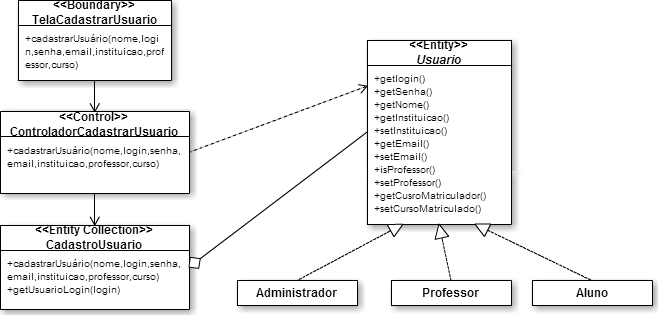 <<Boundary>>
TelaCadastrarUsuario
+cadastrarUsuário(nome,logi
n,senha,email,instituicao,prof
essor,curso)
<<Control>>
ControladorCadastrarUsuario
+cadastrarUsuário(nome,login,senha,
email,instituicao,professor,curso)
<<Entity Collection>>
CadastroUsuario
+cadastrarUsuário(nome,login,senha,
email,instituicao,professor,curso)
+getUsuarioLogin(login)
<<Entity>>
Usuario
+getlogin()
+getSenha()
+getNome()
+getInstituicao()
+setInstituicao()
+getEmail()
+setEmail()
+isProfessor()
+setProfessor()
+getCusroMatriculador()
+setCursoMatriculado()
Administrador
Professor
Aluno